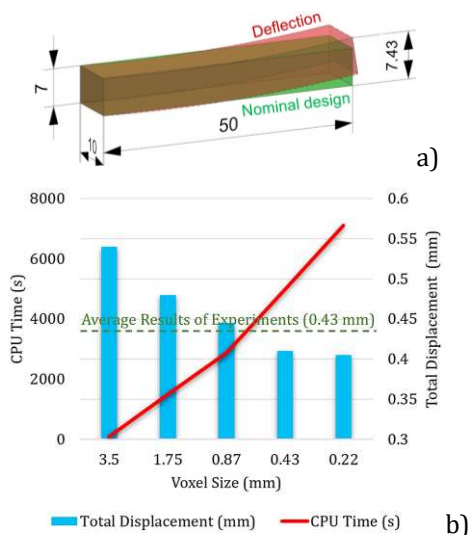 Deflection
7
7.43
Nominal design
10
50
a)
8000
0.6
6000
0.55
0.5
4000
Average Results of Experiments (0.43 mm)
0.45
0.4
2000
0.35
0
0.3
CPU Time (s)
Total Displacement (mm)
3.5 1.75 0.87 0.43 0.22
Voxel Size (mm)
Total Displacement (mm) CPU Time (s)
b)